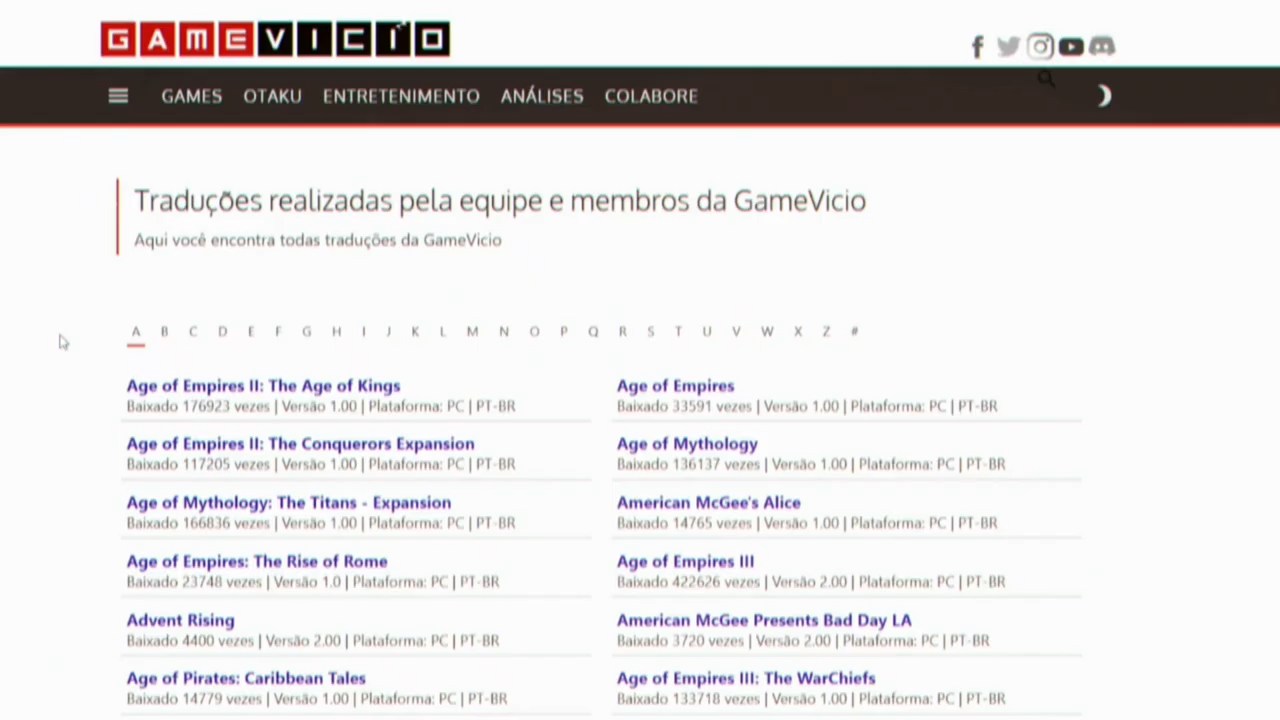 GAMEVICIO
GAMES OTAKU ENTRETENIMENTO ANÁLISES COLABORE
Traduções realizadas pela equipe e membros da GameVicio
Aqui você encontra todas traduções da GameVicio
A B C D E F G H I J K L M N O P Q R S T U V W X Z #
Age of Empires II: The Age of Kings
Baixado 176923 vezes | Versão 1.00 | Plataforma: PC | PT-BR
Age of Empires
Baixado 33591 vezes | Versão 1.00 | Plataforma: PC | PT-BR
Age of Empires II: The Conquerors Expansion
Baixado 117205 vezes | Versão 1.00 | Plataforma: PC | PT-BR
Age of Mythology
Baixado 136137 vezes | Versão 1.00 | Plataforma: PC | PT-BR
Age of Mythology: The Titans - Expansion
Baixado 166836 vezes | Versão 1.00 | Plataforma: PC | PT-BR
American McGee's Alice
Baixado 14765 vezes | Versão 1.00 | Plataforma: PC | PT-BR
Age of Empires: The Rise of Rome
Baixado 23748 vezes | Versão 1.0 | Plataforma: PC | PT-BR
Age of Empires III
Baixado 422626 vezes | Versão 2.00 | Plataforma: PC | PT-BR
Advent Rising
Baixado 4400 vezes | Versão 2.00 | Plataforma: PC | PT-BR
American McGee Presents Bad Day LA
Baixado 3720 vezes | Versão 2.00 | Plataforma: PC | PT-BR
Age of Pirates: Caribbean Tales
Baixado 14779 vezes | Versão 1.00 | Plataforma: PC | PT-BR
Age of Empires III: The WarChiefs
Baixado 133718 vezes | Versão 1.00 | Plataforma: PC | PT-BR